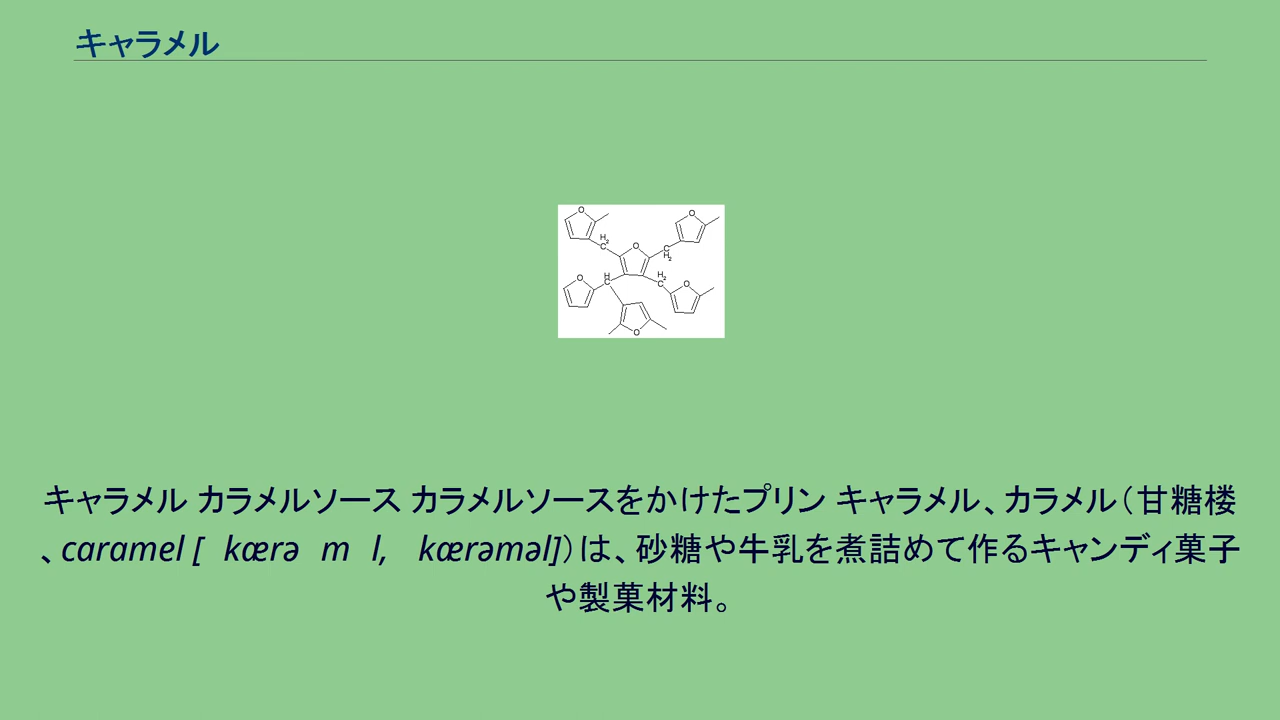 キャラメル
O
O
H2
C
O
C
H2
H
C
H2
C
O
O
O
キャラメル カラメルソース カラメルソースをかけたプリン キャラメル、カラメル（甘糖楼
、caramel [ kærə m l, kærəməl]）は、砂糖や牛乳を煮詰めて作るキャンディ菓子
や製菓材料。